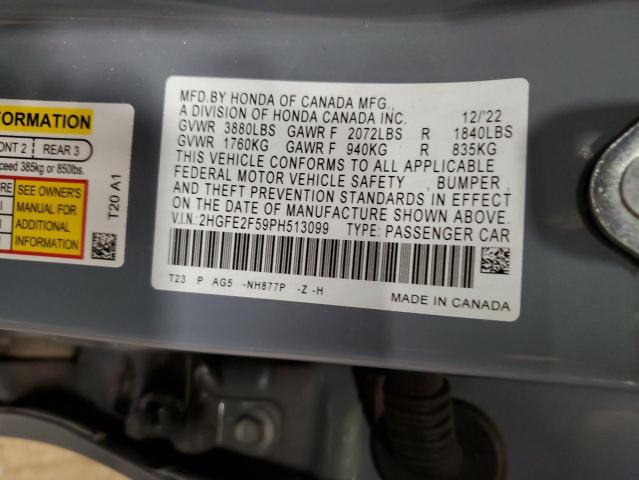 FORMATION
ONT 2 REAR 3
ceed 385kg or 850lbs.
URE SEE OWNER'S
MANUAL FOR
ADDITIONAL
INFORMATION
T20 A1
MFD.BY HONDA OF CANADA MFG.,
A DIVISION OF HONDA CANADA INC. 12/'22
GVWR 3880LBS GAWR F 2072LBS R 1840LBS
GVWR 1760KG GAWR F 940KG R 835KG
THIS VEHICLE CONFORMS TO ALL APPLICABLE
FEDERAL MOTOR VEHICLE SAFETY , BUMPER ,
AND THEFT PREVENTION STANDARDS IN EFFECT
ON THE DATE OF MANUFACTURE SHOWN ABOVE.
V.I.N.:2HGFE2F59PH513099 TYPE: PASSENGER CAR
T23 P AG5 -NH877P -Z -H
MADE IN CANADA